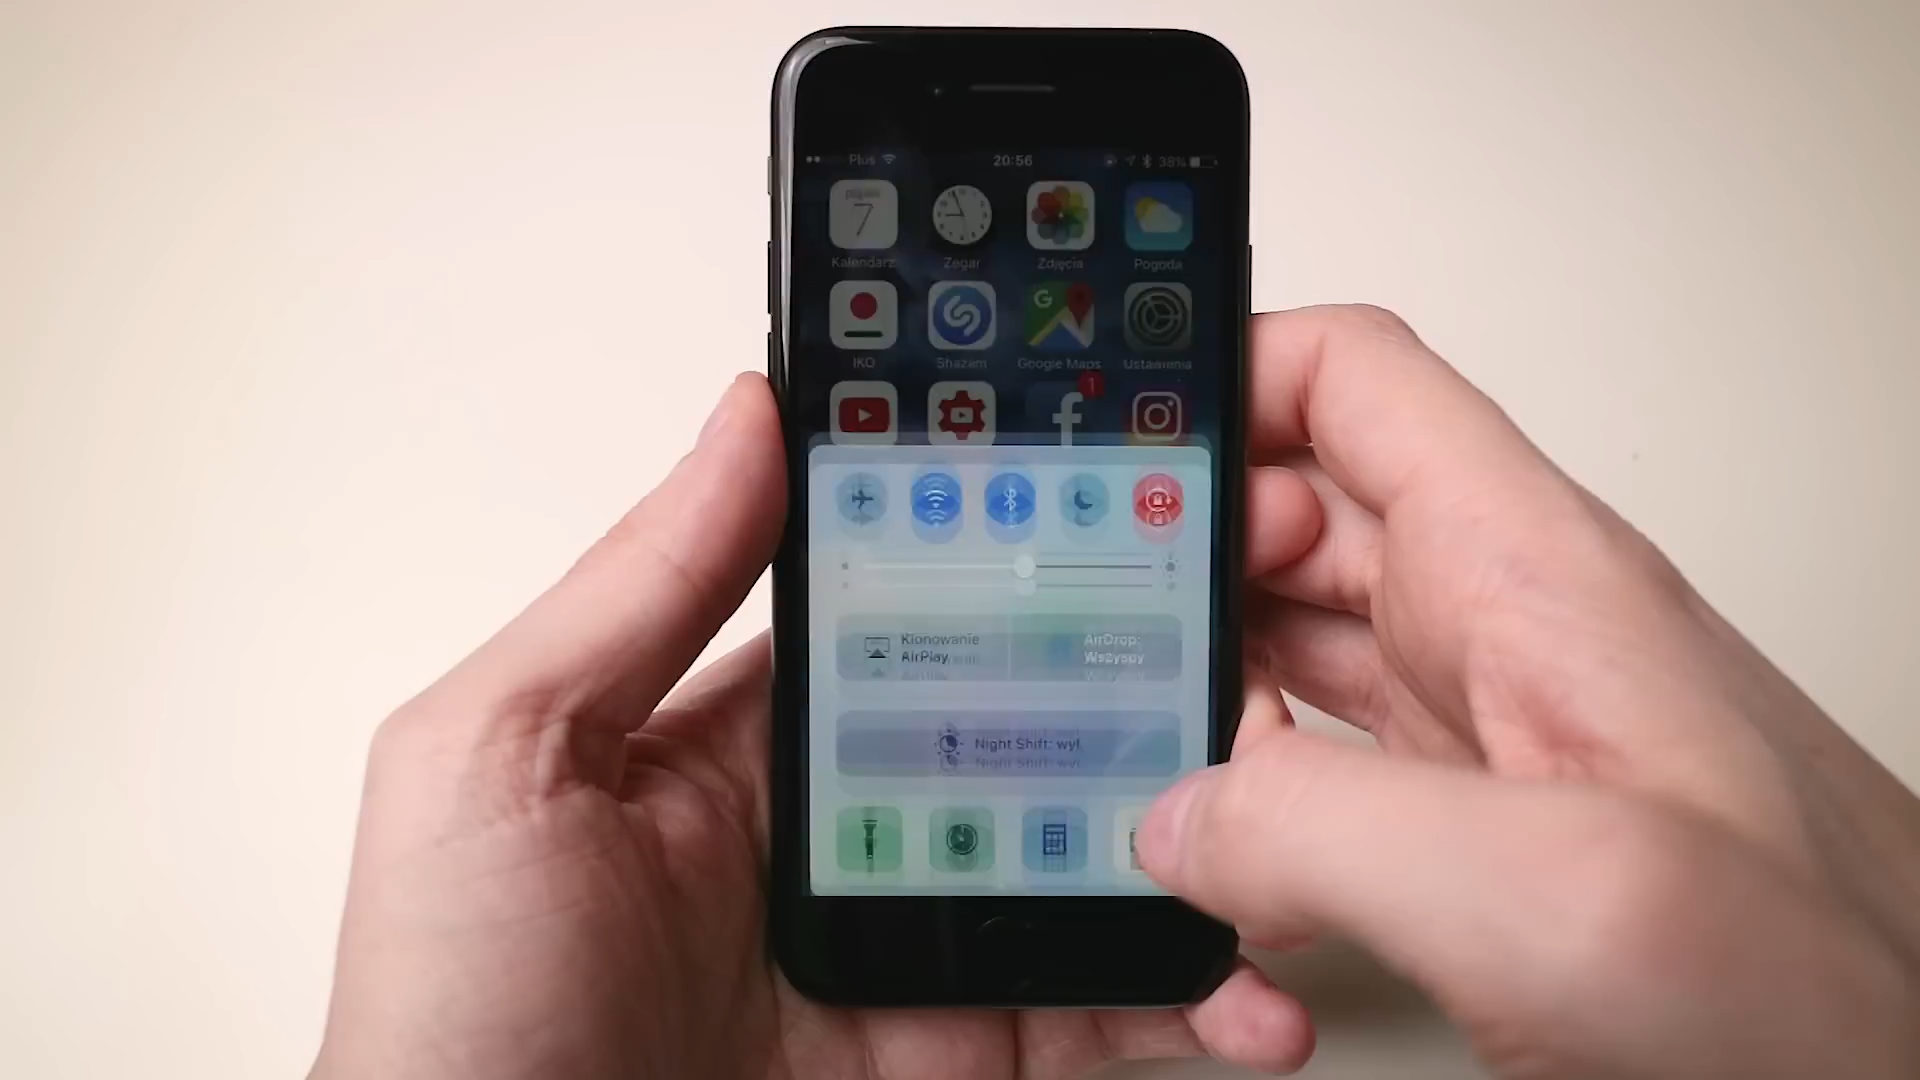 Plus 20:56 38%
piątek
7
Kalendarz Zegar Zdjęcia Pogoda
G
IKO Shazam Google Maps Ustawienia
1
f
Klonowanie
AirPlay
AirDrop:
Wszyscy
Night Shift: wył.